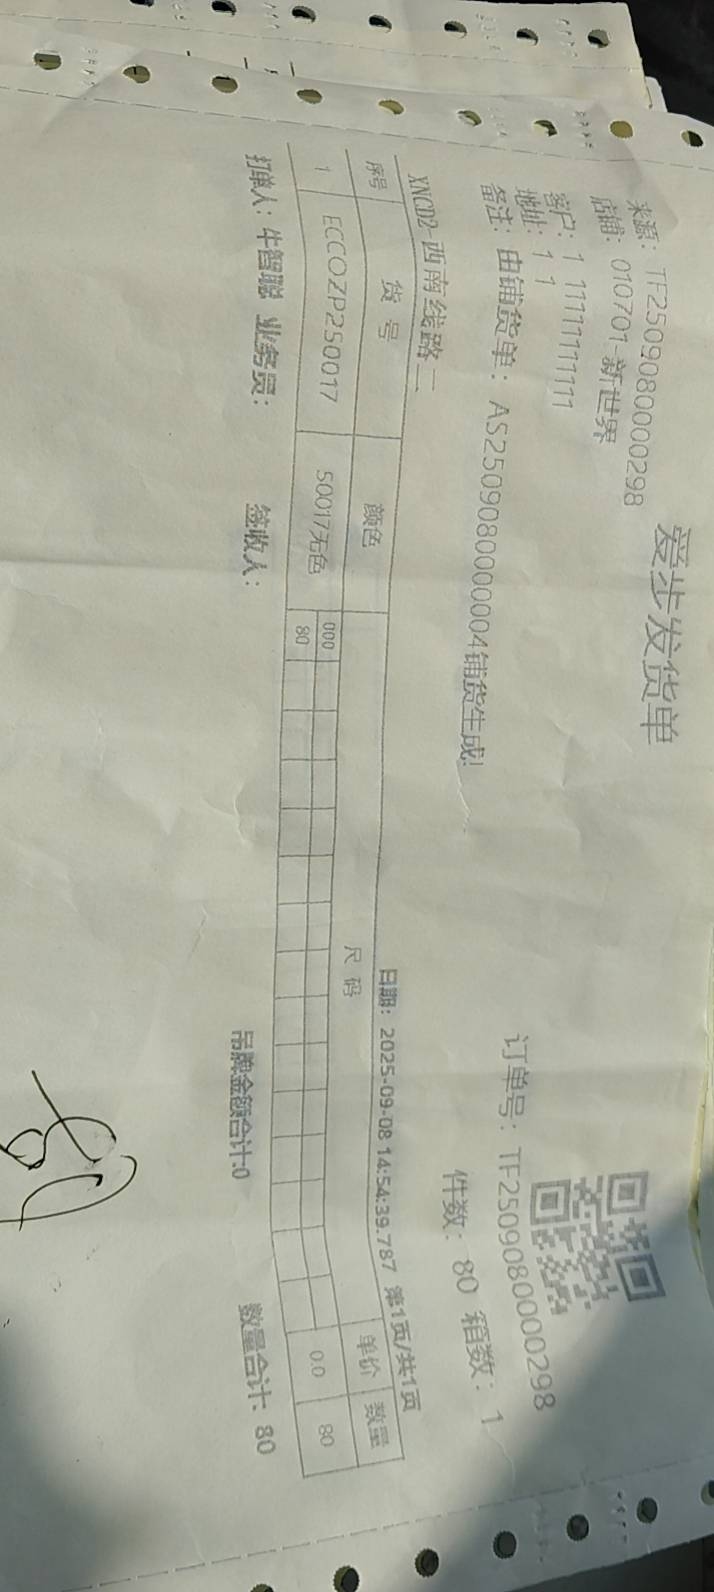 爱步发货单
来源： TF2509080000298
店铺： 010701-新世界
客户： 1 11111111111
地址： 1 1
备注： 由铺货单： AS2509080000004铺货生成!
订单号： TF2509080000298
件数： 80 箱数： 1
XNCD2-西南线路二
日期： 2025-09-08 14:54:39.787 第1页/共1页
序号 货号 颜色 尺码 单价 数量
1 ECCOZP250017 50017无色 000 0.0 80
80
打单人： 牛智聪 业务员： 签收人： 吊牌金额合计:0 数量合计: 80